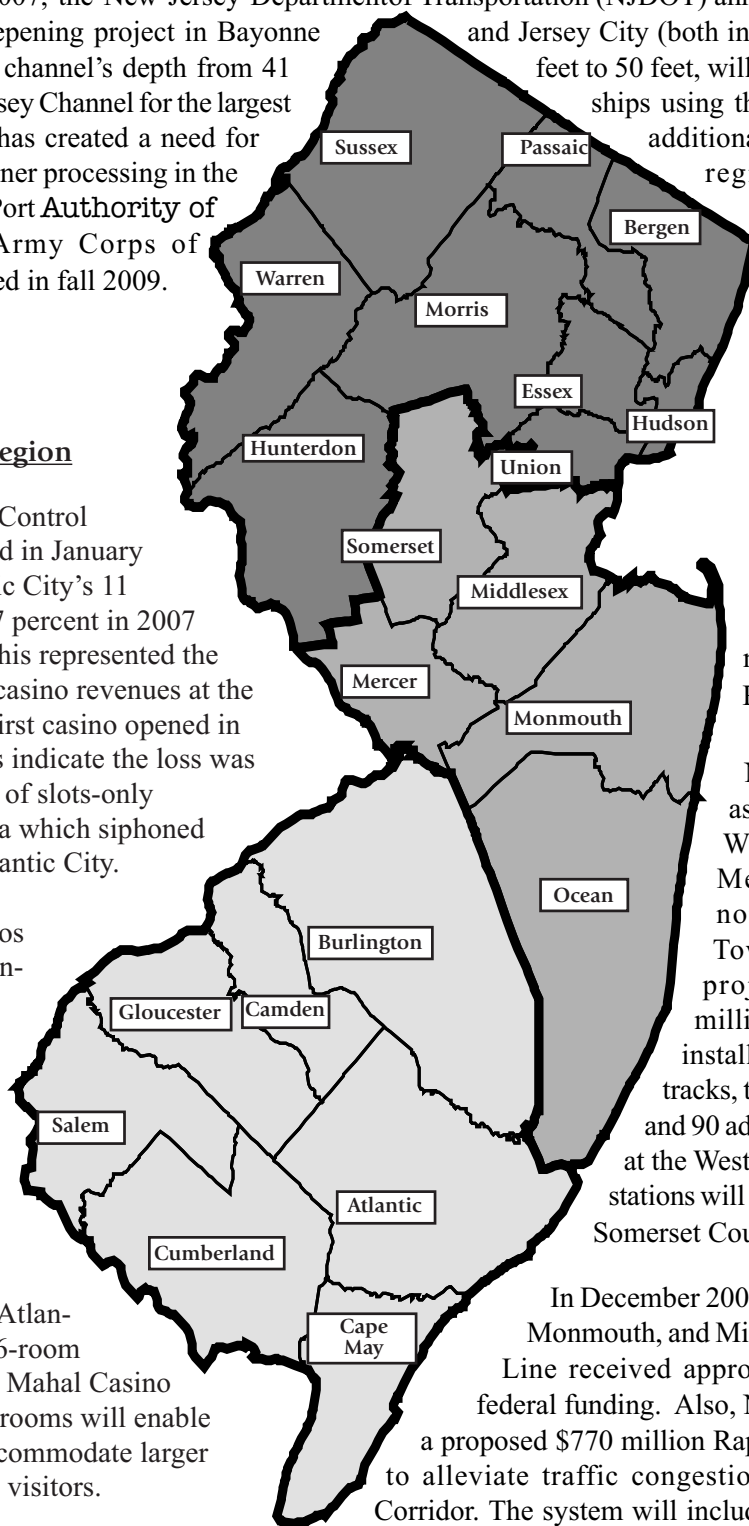 2007, the New Jersey Departmentof Transportation (NJDOT) an
epening project in Bayonne
channel's depth from 41
sey Channel for the largest
has created a need for
ner processing in the
Port Authority of
Army Corps of
ed in fall 2009.
and Jersey City (both in
feet to 50 feet, will
ships using th
additiona
regi
Sussex
Passaic
Bergen
Warren
Morris
Essex
Hudson
Hunterdon
Union
Somerset
Middlesex
Mercer
Monmouth
Ocean
Burlington
Gloucester
Camden
Salem
Atlantic
Cumberland
Cape
May
egion
Control
d in January
ic City's 11
7 percent in 2007
his represented the
casino revenues at the
irst casino opened in
s indicate the loss was
of slots-only
a which siphoned
antic City.
os
n-
Atlan-
6-room
Mahal Casino
rooms will enable
commodate larger
visitors.
as
W
Me
no
Tov
proj
milli
install
tracks, t
and 90 ad
at the West
stations will
Somerset Cou
In December 200
Monmouth, and Mi
Line received appro
federal funding. Also, N
a proposed $770 million Rap
to alleviate traffic congestio
Corridor. The system will includ